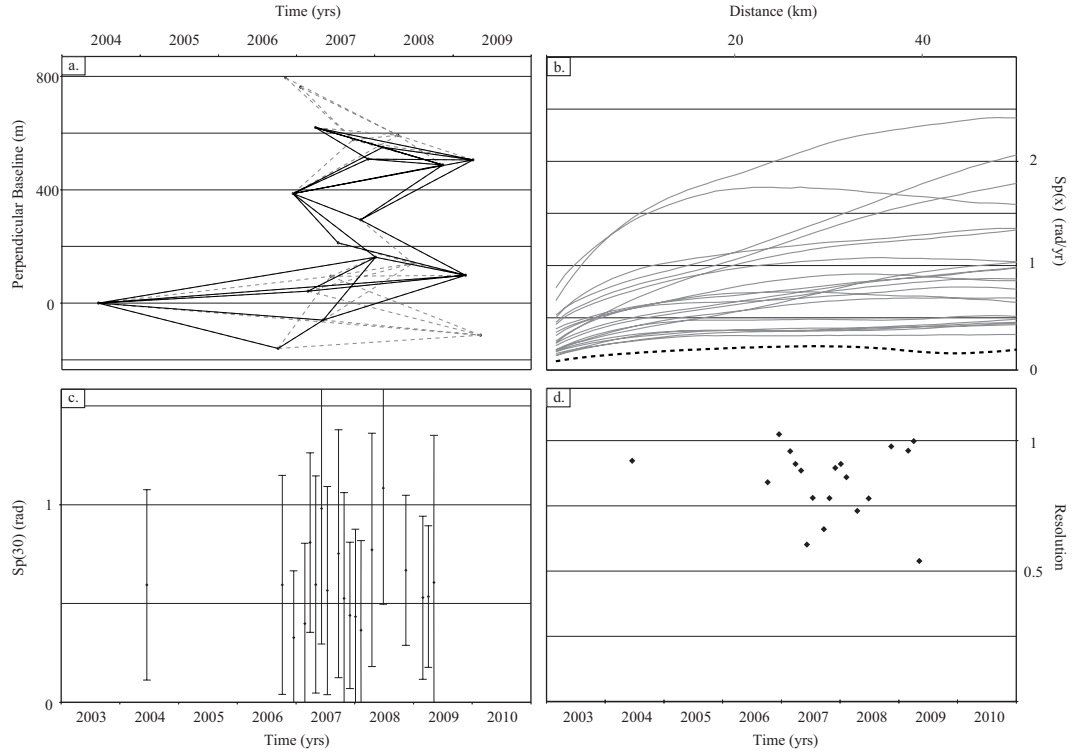 Time (yrs)
2004 2005 2006 2007 2008 2009
a.
Perpendicular Baseline (m)
800
400
0
Distance (km)
20 40
b.
Sp(x) (rad/yr)
2
1
0
c.
Sp(30) (rad)
1
0
2003 2004 2005 2006 2007 2008 2009 2010
Time (yrs)
d.
Resolution
1
0.5
2003 2004 2006 2007 2008 2009 2010
Time (yrs)